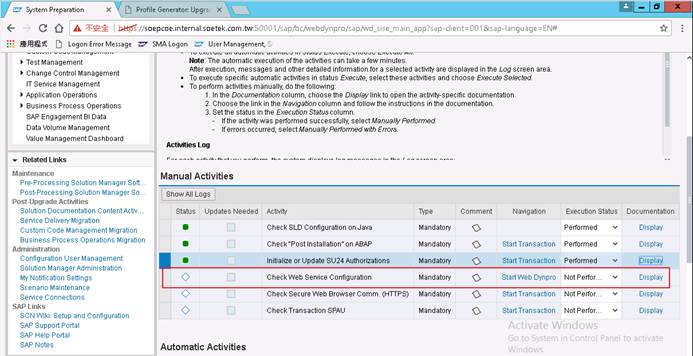 System Preparation
Profile Generator: Upgra
不安全
https://soepcoe.internal.soetek.com.tw:50001/sap/bc/webdynpro/sap/wd_sise_main_app?sap-client=001&sap-language=EN#
應用程式
Logon Error Message
SAP Logon
User Management, S
Test Management
Change Control Management
IT Service Management
Application Operations
Business Process Operations
SAP Engagement BI Data
Data Volume Management
Value Management Dashboard
Related Links
Maintenance
Pre-Processing Solution Manager Soft...
Post-Processing Solution Manager So...
Post-Upgrade Activities
Solution Documentation Content Activ...
Service Delivery Migration
Custom Code Management Migration
Business Process Operations Migration
Administration
Configuration User Management
Solution Manager Administration
My Notification Settings
Scenario Maintenance
Service Connections
SAP Links
SCN Wiki: Setup and Configuration
SAP Support Portal
SAP Help Portal
SAP Notes
Note: The automatic execution of the activities can take a few minutes.
After execution, messages and other detailed information for a selected activity are displayed in the Log screen area.
• To execute specific automatic activities in status Execute, select these activities and choose Execute Selected.
• To perform activities manually, do the following:
1. In the Documentation column, choose the Display link to open the activity-specific documentation.
2. Choose the link in the Navigation column and follow the instructions in the documentation.
3. Set the status in the Execution Status column.
- If the activity was performed successfully, select Manually Performed.
- If errors occurred, select Manually Performed with Errors.
Activities Log
Manual Activities
Show All Logs
Status Updates Needed Activity Type Comment Navigation Execution Status Documentation
Check SLD Configuration on Java Mandatory Performed Display
Check "Post Installation" on ABAP Mandatory Start Transaction Performed Display
Initialize or Update SU24 Authorizations Mandatory Start Transaction Performed Display
Check Web Service Configuration Mandatory Start Web Dynpro Not Perfor... Display
Check Secure Web Browser Comm. (HTTPS) Mandatory Start Transaction Not Perfor... Display
Check Transaction SPAU Mandatory Start Transaction Not Perfor... Display
Activate Windows
Go to System in Control Panel to activate
Windows.
Automatic Activities